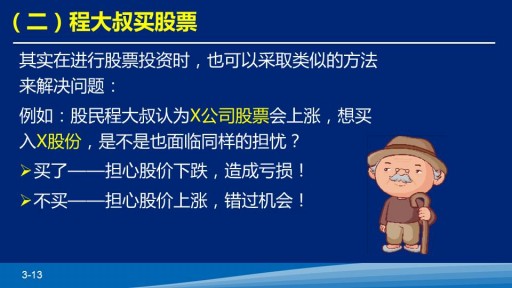 （二）程大叔买股票
其实在进行股票投资时，也可以采取类似的方法
来解决问题：
例如：股民程大叔认为X公司股票会上涨，想买
入X股份，是不是也面临同样的担忧？
➢买了——担心股价下跌，造成亏损！
➢不买——担心股价上涨，错过机会！
3-13